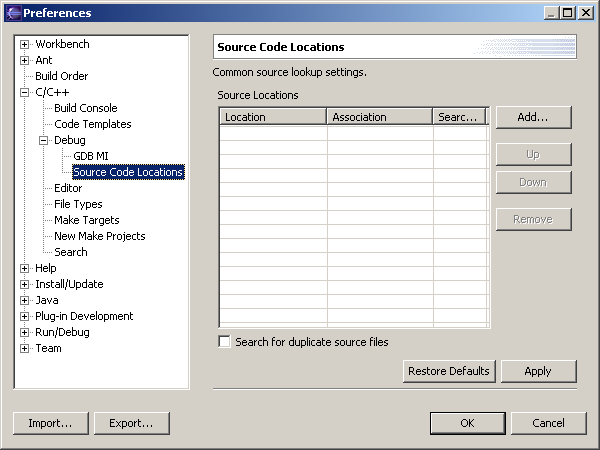 Preferences
Workbench
Ant
Build Order
C/C++
Build Console
Code Templates
Debug
GDB MI
Source Code Locations
Editor
File Types
Make Targets
New Make Projects
Search
Help
Install/Update
Java
Plug-in Development
Run/Debug
Team
Source Code Locations
Common source lookup settings.
Source Locations
Location Association Searc...
Add...
Up
Down
Remove
Search for duplicate source files
Restore Defaults Apply
Import... Export... OK Cancel